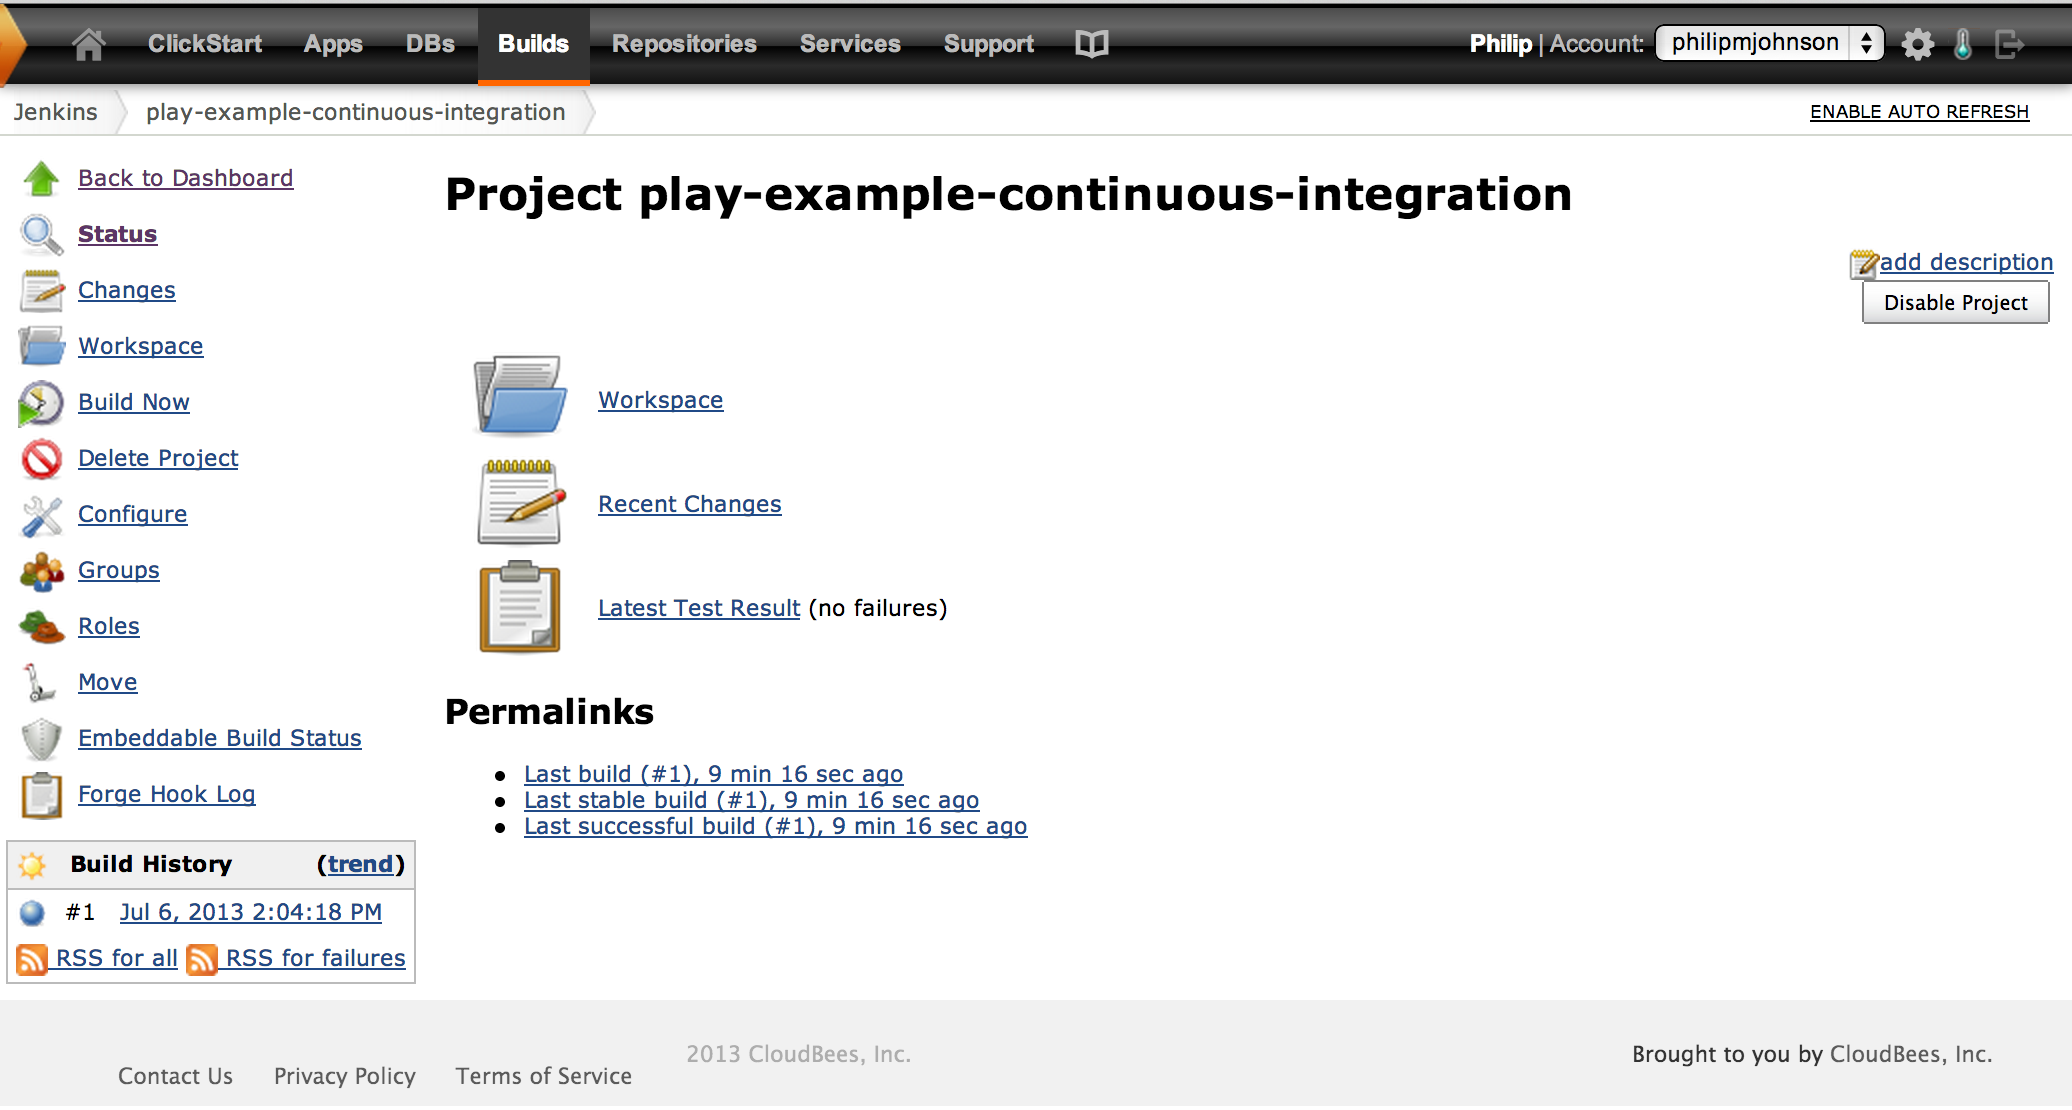 ClickStart Apps DBs Builds Repositories Services Support Philip | Account: philipmjohnson
Jenkins play-example-continuous-integration ENABLE AUTO REFRESH
Back to Dashboard
Status
Changes
Workspace
Build Now
Delete Project
Configure
Groups
Roles
Move
Embeddable Build Status
Forge Hook Log
Build History (trend)
#1 Jul 6, 2013 2:04:18 PM
RSS for all RSS for failures
Project play-example-continuous-integration
add description
Disable Project
Workspace
Recent Changes
Latest Test Result (no failures)
Permalinks
Last build (#1), 9 min 16 sec ago
Last stable build (#1), 9 min 16 sec ago
Last successful build (#1), 9 min 16 sec ago
2013 CloudBees, Inc. Brought to you by CloudBees, Inc.
Contact Us Privacy Policy Terms of Service